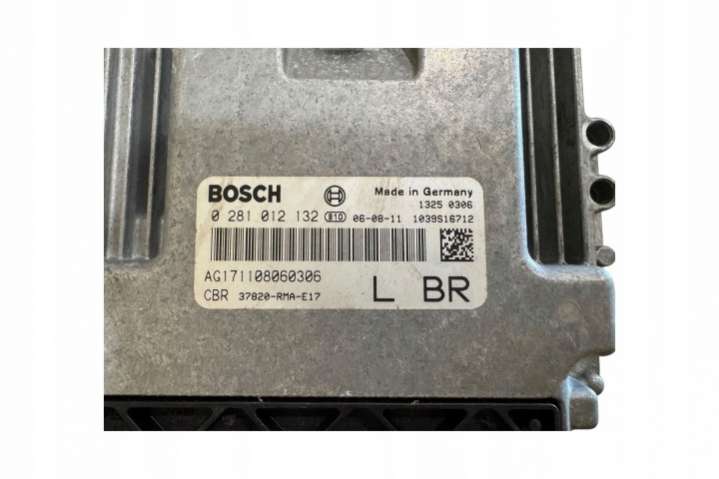 BOSCH Made in Germany
1325 0306
0 281 012 132 B10 06-08-11 1039S16712
AG171108060306
CBR 37820-RMA-E17 L BR